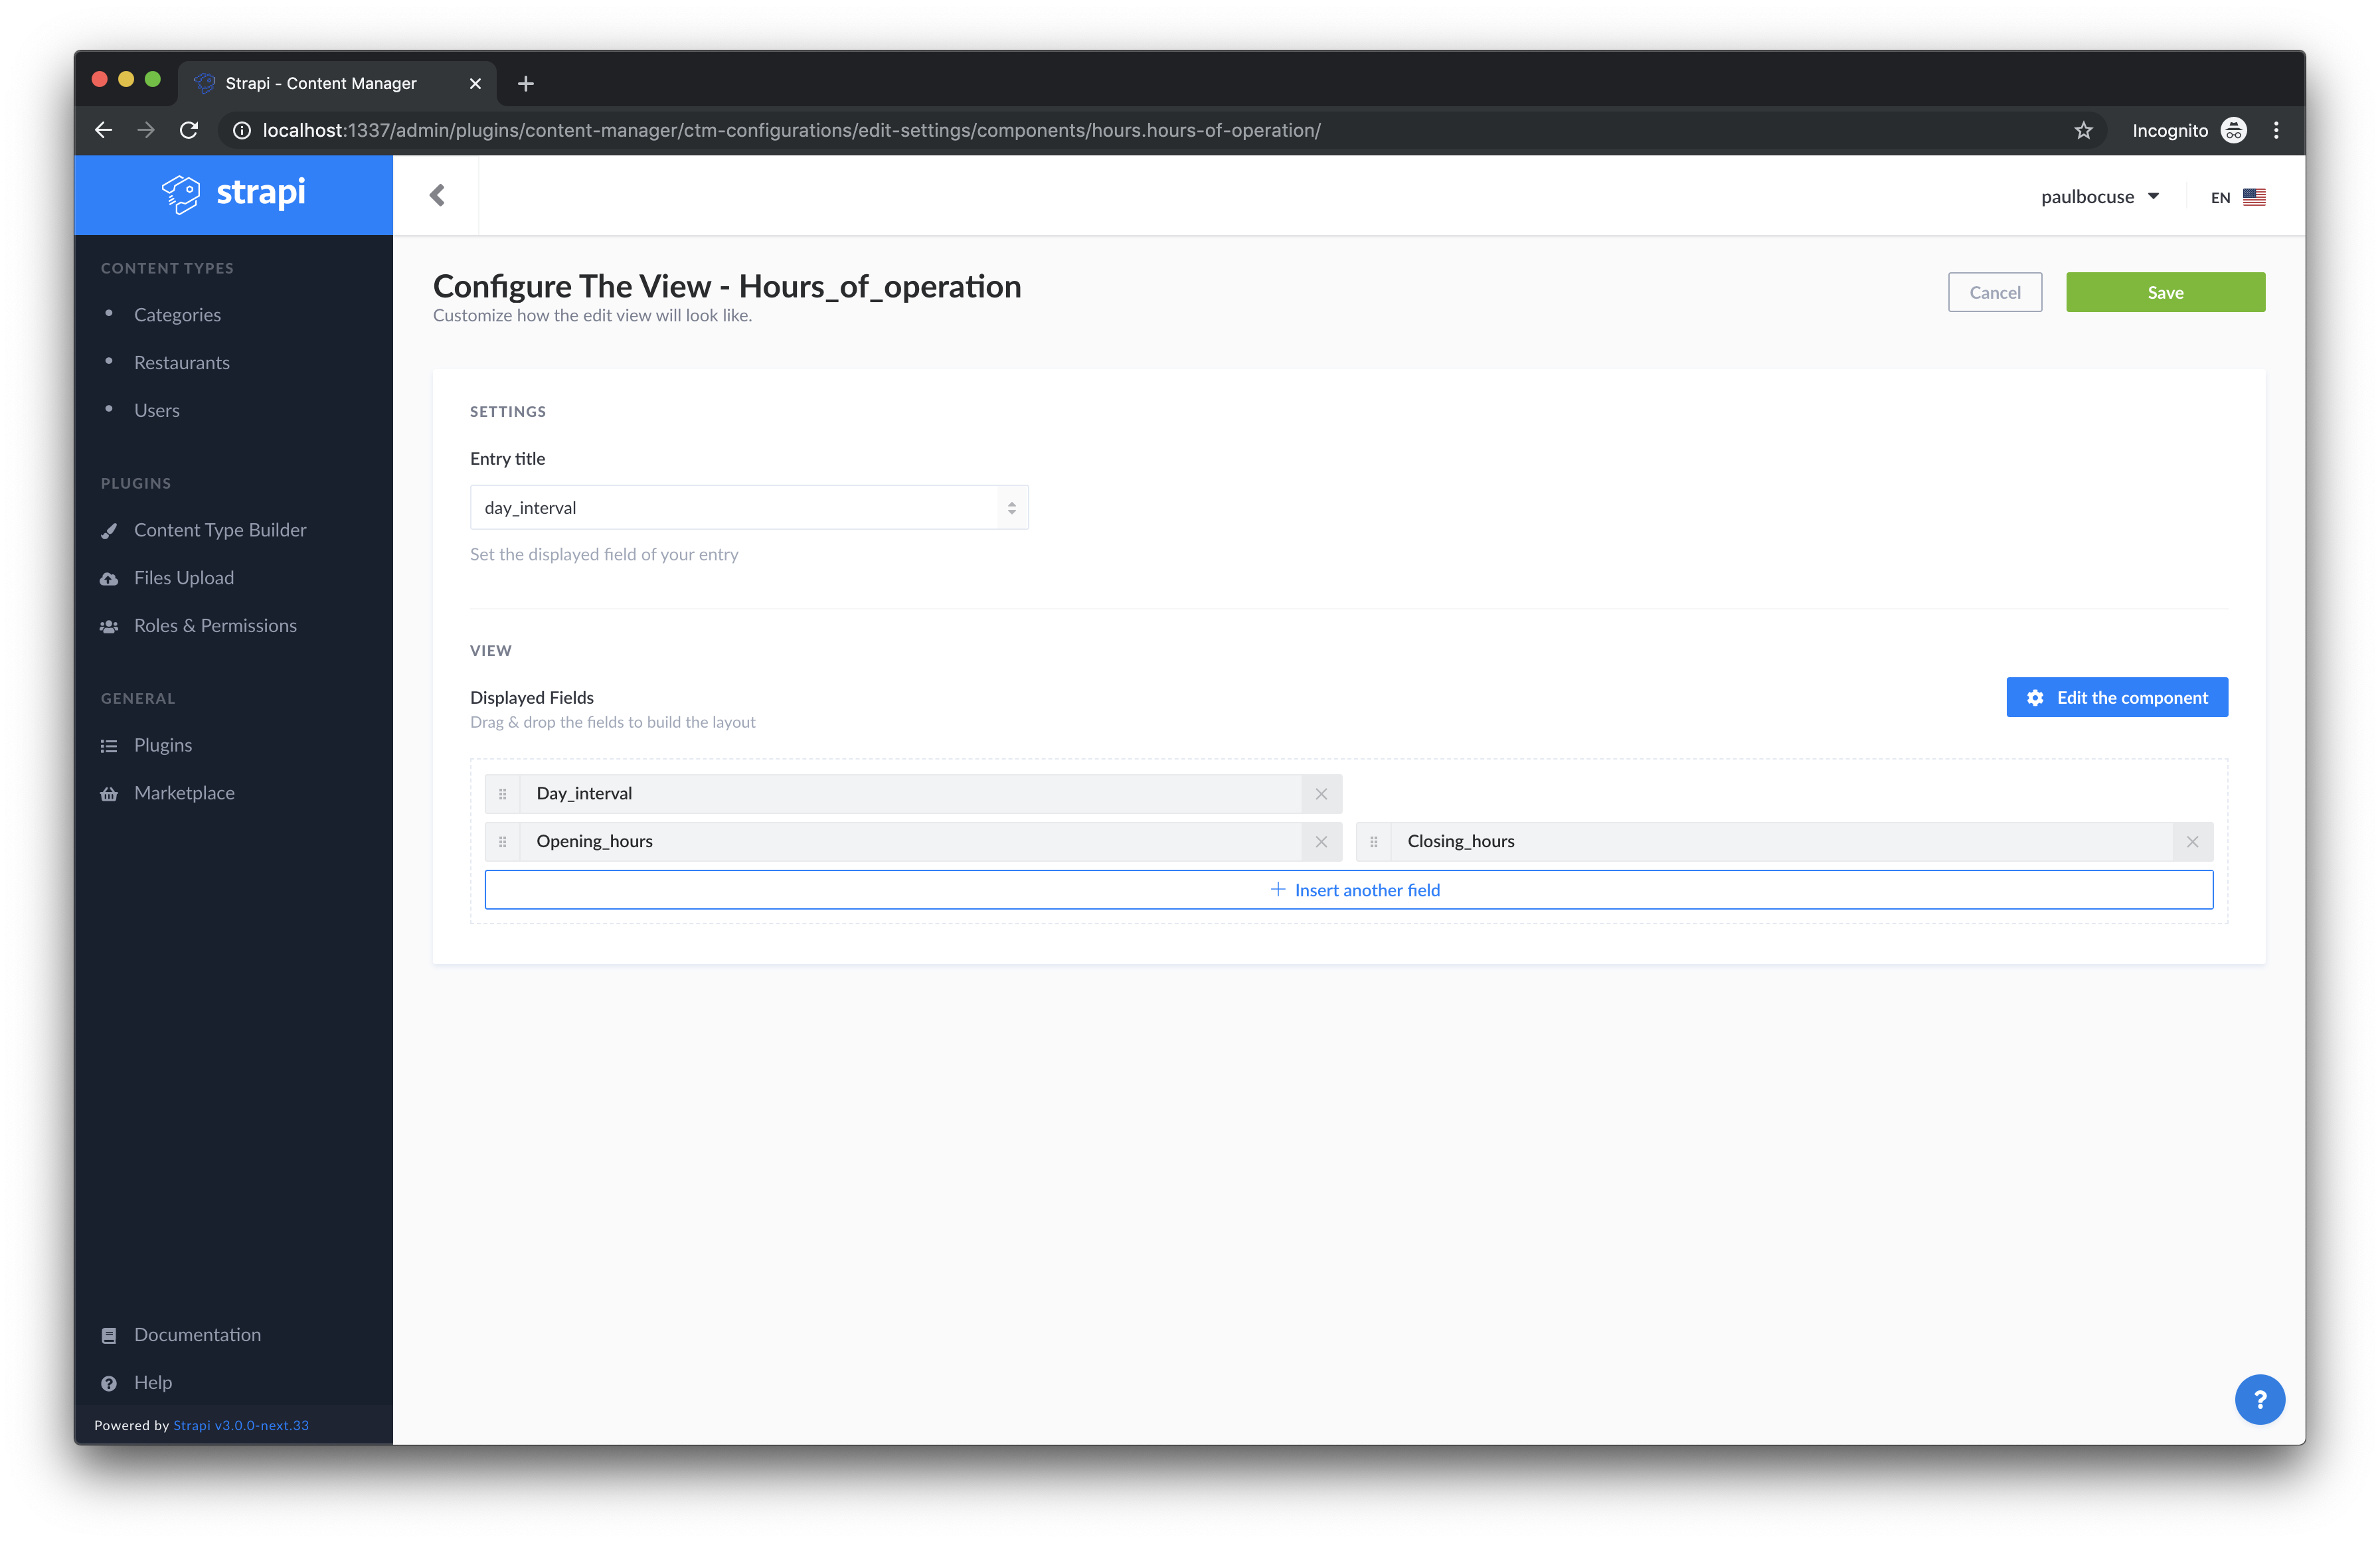 Strapi - Content Manager
localhost:1337/admin/plugins/content-manager/ctm-configurations/edit-settings/components/hours.hours-of-operation/
Incognito
strapi
paulbocuse
EN
CONTENT TYPES
Categories
Restaurants
Users
PLUGINS
Content Type Builder
Files Upload
Roles & Permissions
GENERAL
Plugins
Marketplace
Documentation
Help
Powered by Strapi v3.0.0-next.33
Configure The View - Hours_of_operation
Customize how the edit view will look like.
Cancel
Save
SETTINGS
Entry title
day_interval
Set the displayed field of your entry
VIEW
Displayed Fields
Drag & drop the fields to build the layout
Edit the component
Day_interval
Opening_hours
Closing_hours
+ Insert another field
?